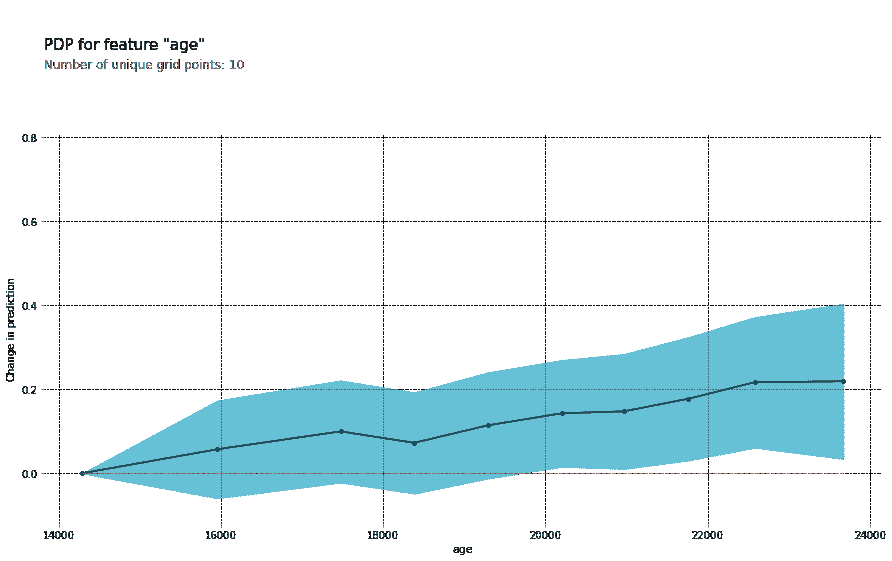 PDP for feature "age"
Number of unique grid points: 10
0.8
0.6
0.4
0.2
0.0
Change in prediction
14000 16000 18000 20000 22000 24000
age